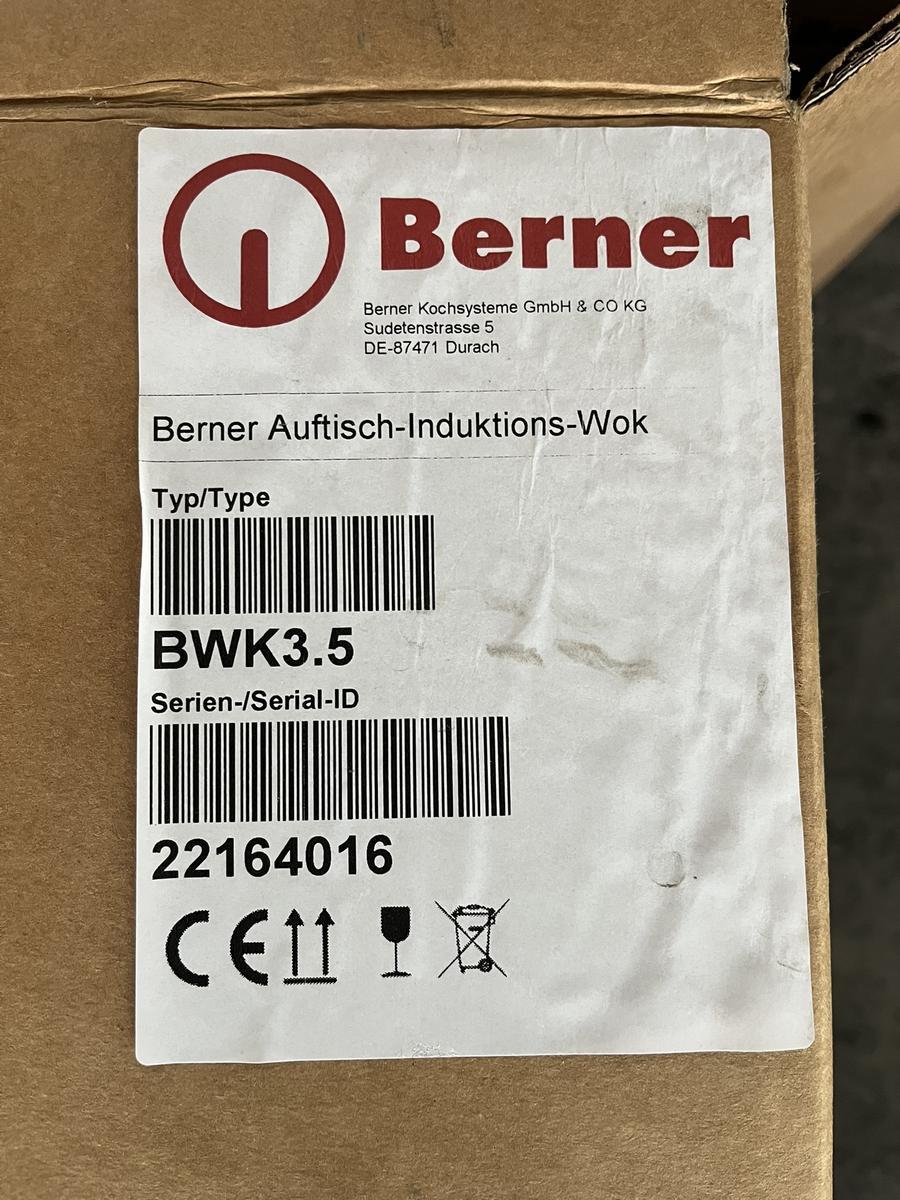 Berner
Berner Kochsysteme GmbH & CO KG
Sudetenstrasse 5
DE-87471 Durach
Berner Auftisch-Induktions-Wok
Typ/Type
BWK3.5
Serien-/Serial-ID
22164016
CE